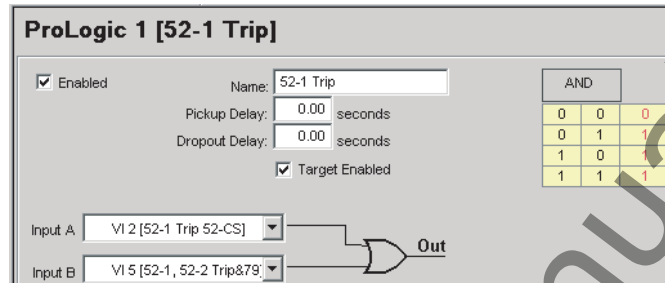 ProLogic 1 [52-1 Trip]
Enabled
Name: 52-1 Trip
Pickup Delay: 0.00 seconds
Dropout Delay: 0.00 seconds
Target Enabled
AND
0 0 0
0 1 1
1 0 1
1 1 1
Input A VI 2 [52-1 Trip 52-CS]
Out
Input B VI 5 [52-1, 52-2 Trip&79]